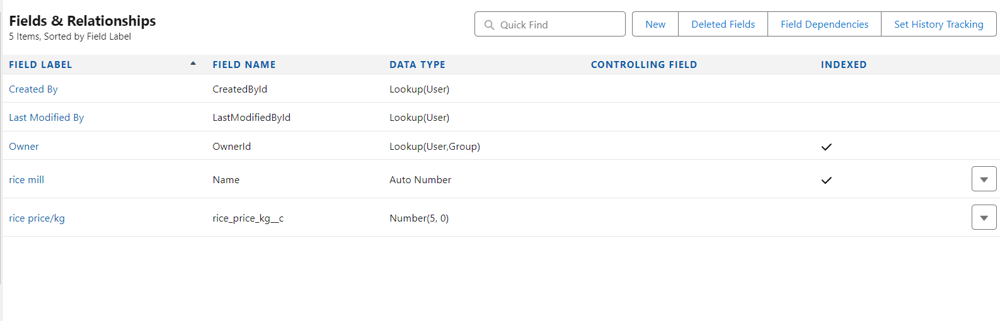 Fields & Relationships
5 Items, Sorted by Field Label
Quick Find
New
Deleted Fields
Field Dependencies
Set History Tracking
FIELD LABEL FIELD NAME DATA TYPE CONTROLLING FIELD INDEXED
Created By CreatedById Lookup(User)
Last Modified By LastModifiedById Lookup(User)
Owner OwnerId Lookup(User,Group)
rice mill Name Auto Number
rice price/kg rice_price_kg__c Number(5, 0)